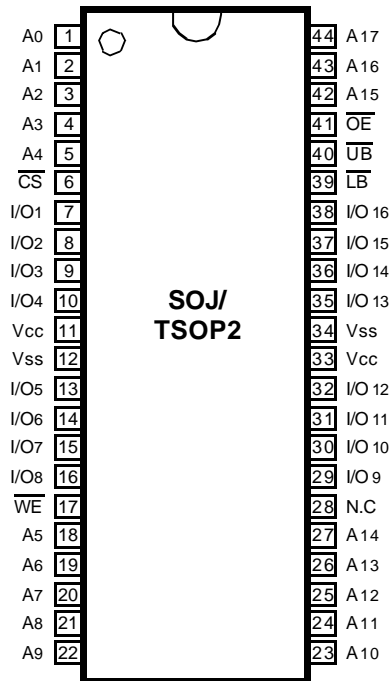 A0 1 44 A17
A1 2 43 A16
A2 3 42 A15
A3 4 41 OE
A4 5 40 UB
CS 6 39 LB
I/O1 7 38 I/O 16
I/O2 8 37 I/O 15
I/O3 9 36 I/O 14
I/O4 10 35 I/O 13
SOJ/
TSOP2
Vcc 11 34 Vss
Vss 12 33 Vcc
I/O5 13 32 I/O 12
I/O6 14 31 I/O 11
I/O7 15 30 I/O 10
I/O8 16 29 I/O 9
WE 17 28 N.C
A5 18 27 A14
A6 19 26 A13
A7 20 25 A12
A8 21 24 A11
A9 22 23 A10